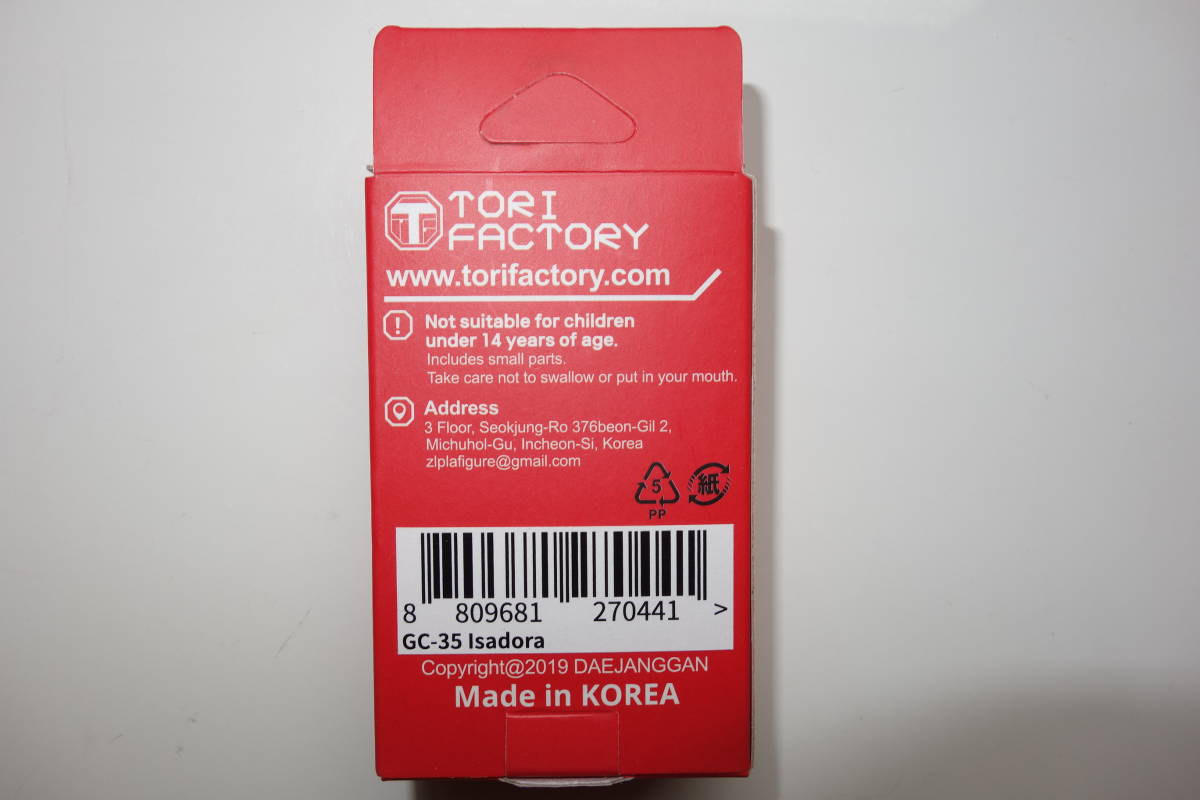 TF
TORI
FACTORY
www.torifactory.com
Not suitable for children
under 14 years of age.
Includes small parts.
Take care not to swallow or put in your mouth.
Address
3 Floor, Seokjung-Ro 376beon-Gil 2,
Michuhol-Gu, Incheon-Si, Korea
zlplafigure@gmail.com
5
PP
紙
8 809681 270441 >
GC-35 Isadora
Copyright@2019 DAEJANGGAN
Made in KOREA